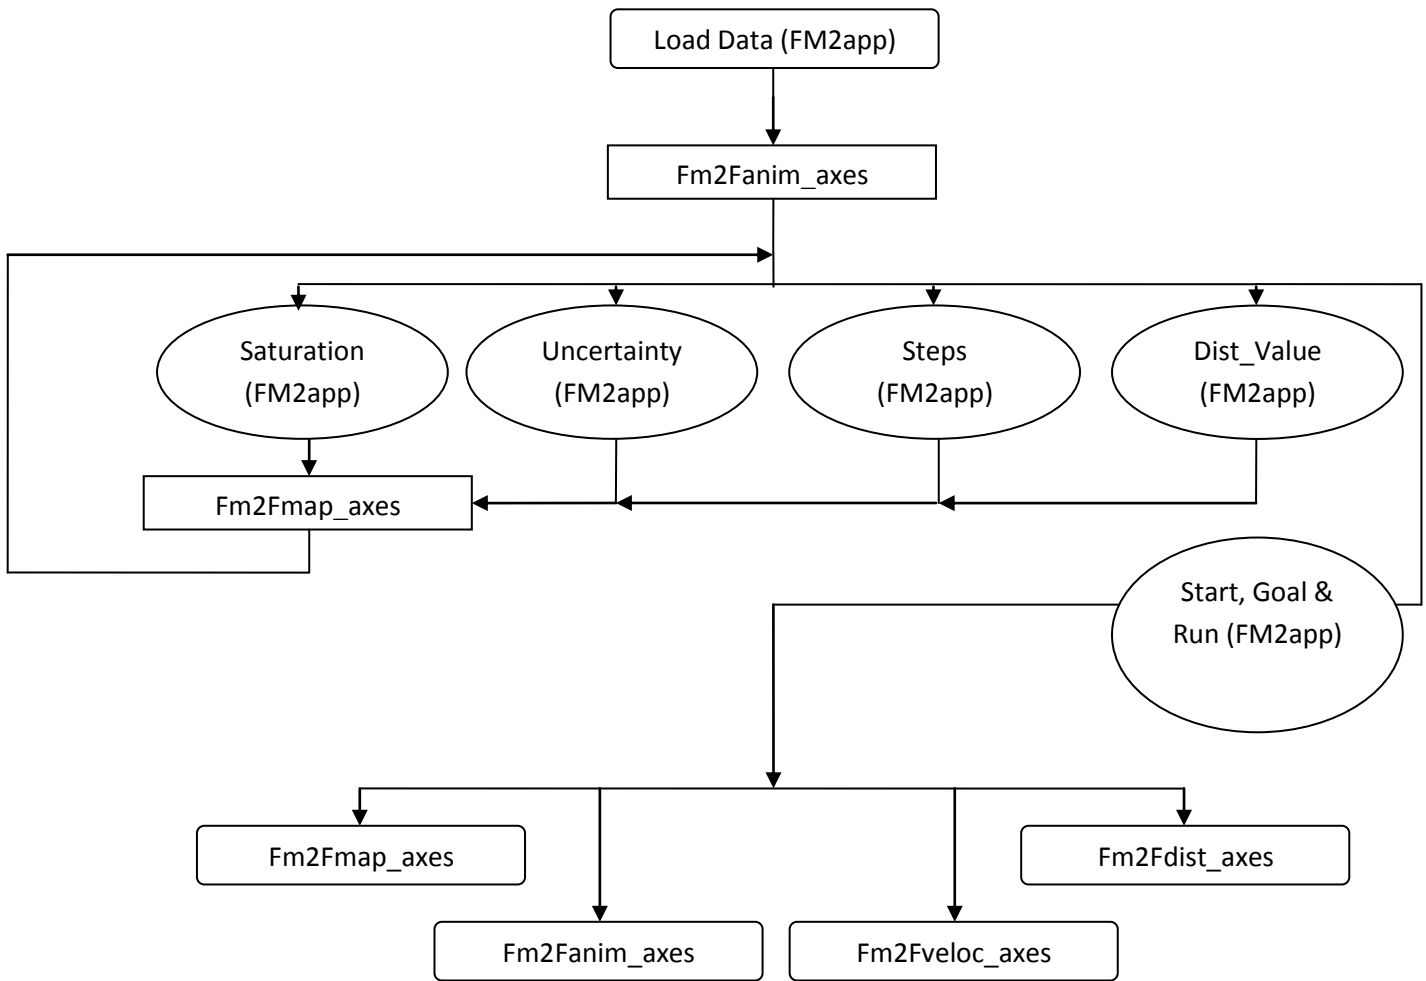 Load Data (FM2app)
Fm2Fanim_axes
Saturation
(FM2app)
Uncertainty
(FM2app)
Steps
(FM2app)
Dist_Value
(FM2app)
Fm2Fmap_axes
Start, Goal &
Run (FM2app)
Fm2Fmap_axes
Fm2Fdist_axes
Fm2Fanim_axes
Fm2Fveloc_axes